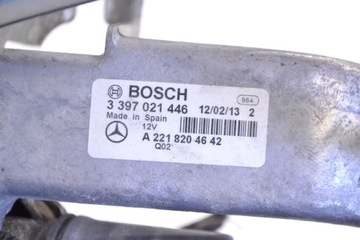 BOSCH
964
3 397 021 446 12/02/13 2
Made in Spain
12V
A 221 820 46 42
Q02